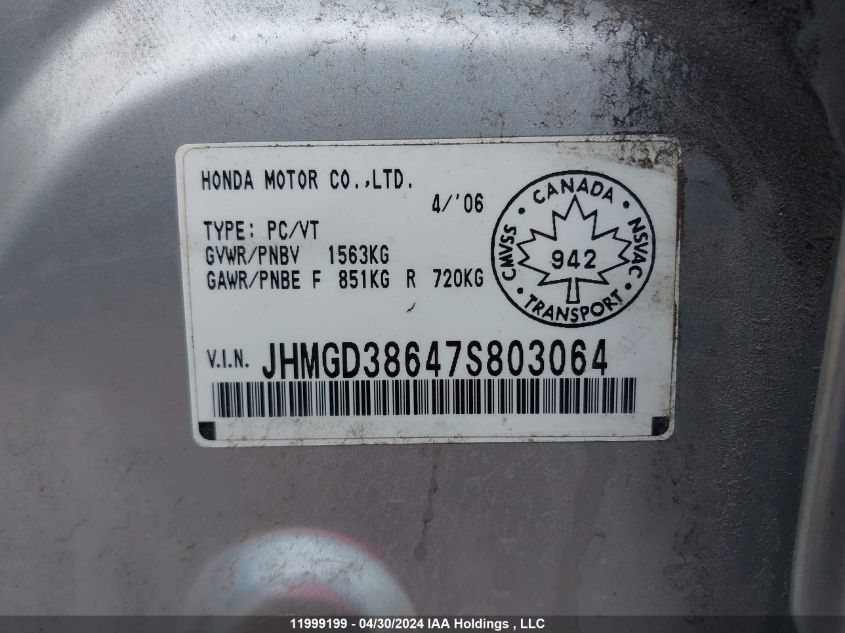 HONDA MOTOR CO.,LTD.
4/'06
TYPE: PC/VT
GVWR/PNBV 1563KG
GAWR/PNBE F 851KG R 720KG
CMVSS · CANADA · NSVAC · TRANSPORT ·
942
V.I.N. JHMGD38647S803064
11999199 - 04/30/2024 IAA Holdings , LLC